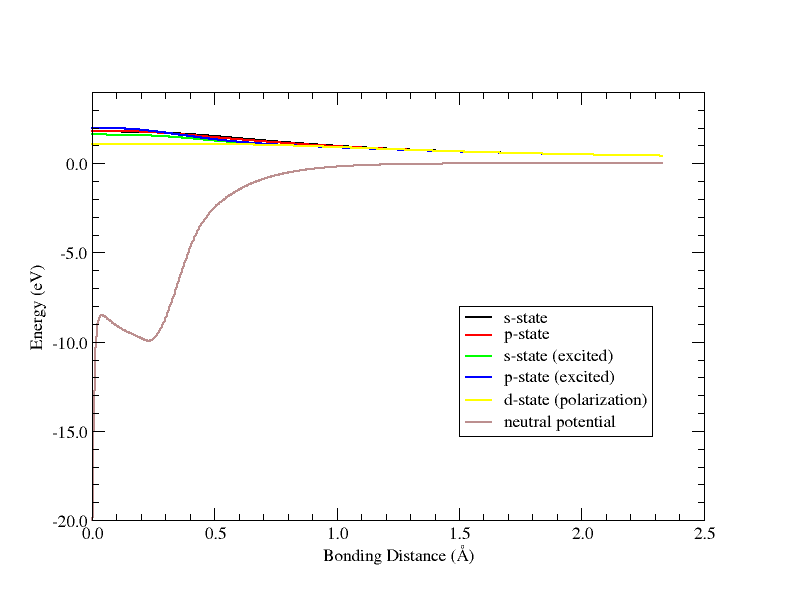 0.0
-5.0
-10.0
-15.0
-20.0
Energy (eV)
s-state
p-state
s-state (excited)
p-state (excited)
d-state (polarization)
neutral potential
0.0 0.5 1.0 1.5 2.0 2.5
Bonding Distance (Å)